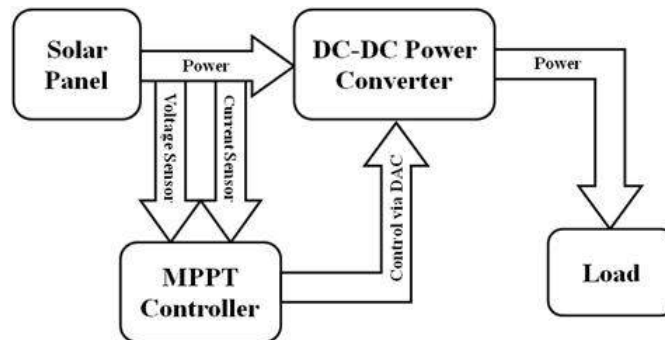 Solar
Panel
Power
DC-DC Power
Converter
Power
Voltage Sensor
Current Sensor
Control via DAC
MPPT
Controller
Load